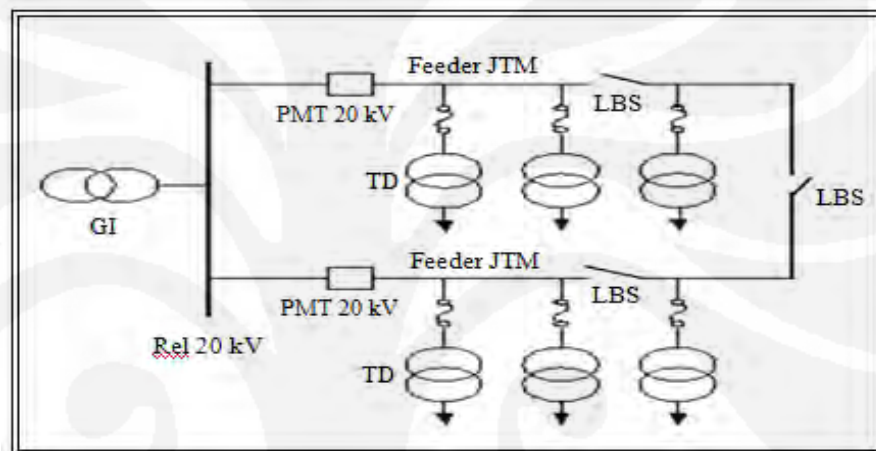 Feeder JTM
PMT 20 kV
LBS
TD
LBS
GI
Feeder JTM
PMT 20 kV
LBS
Rel 20 kV
TD